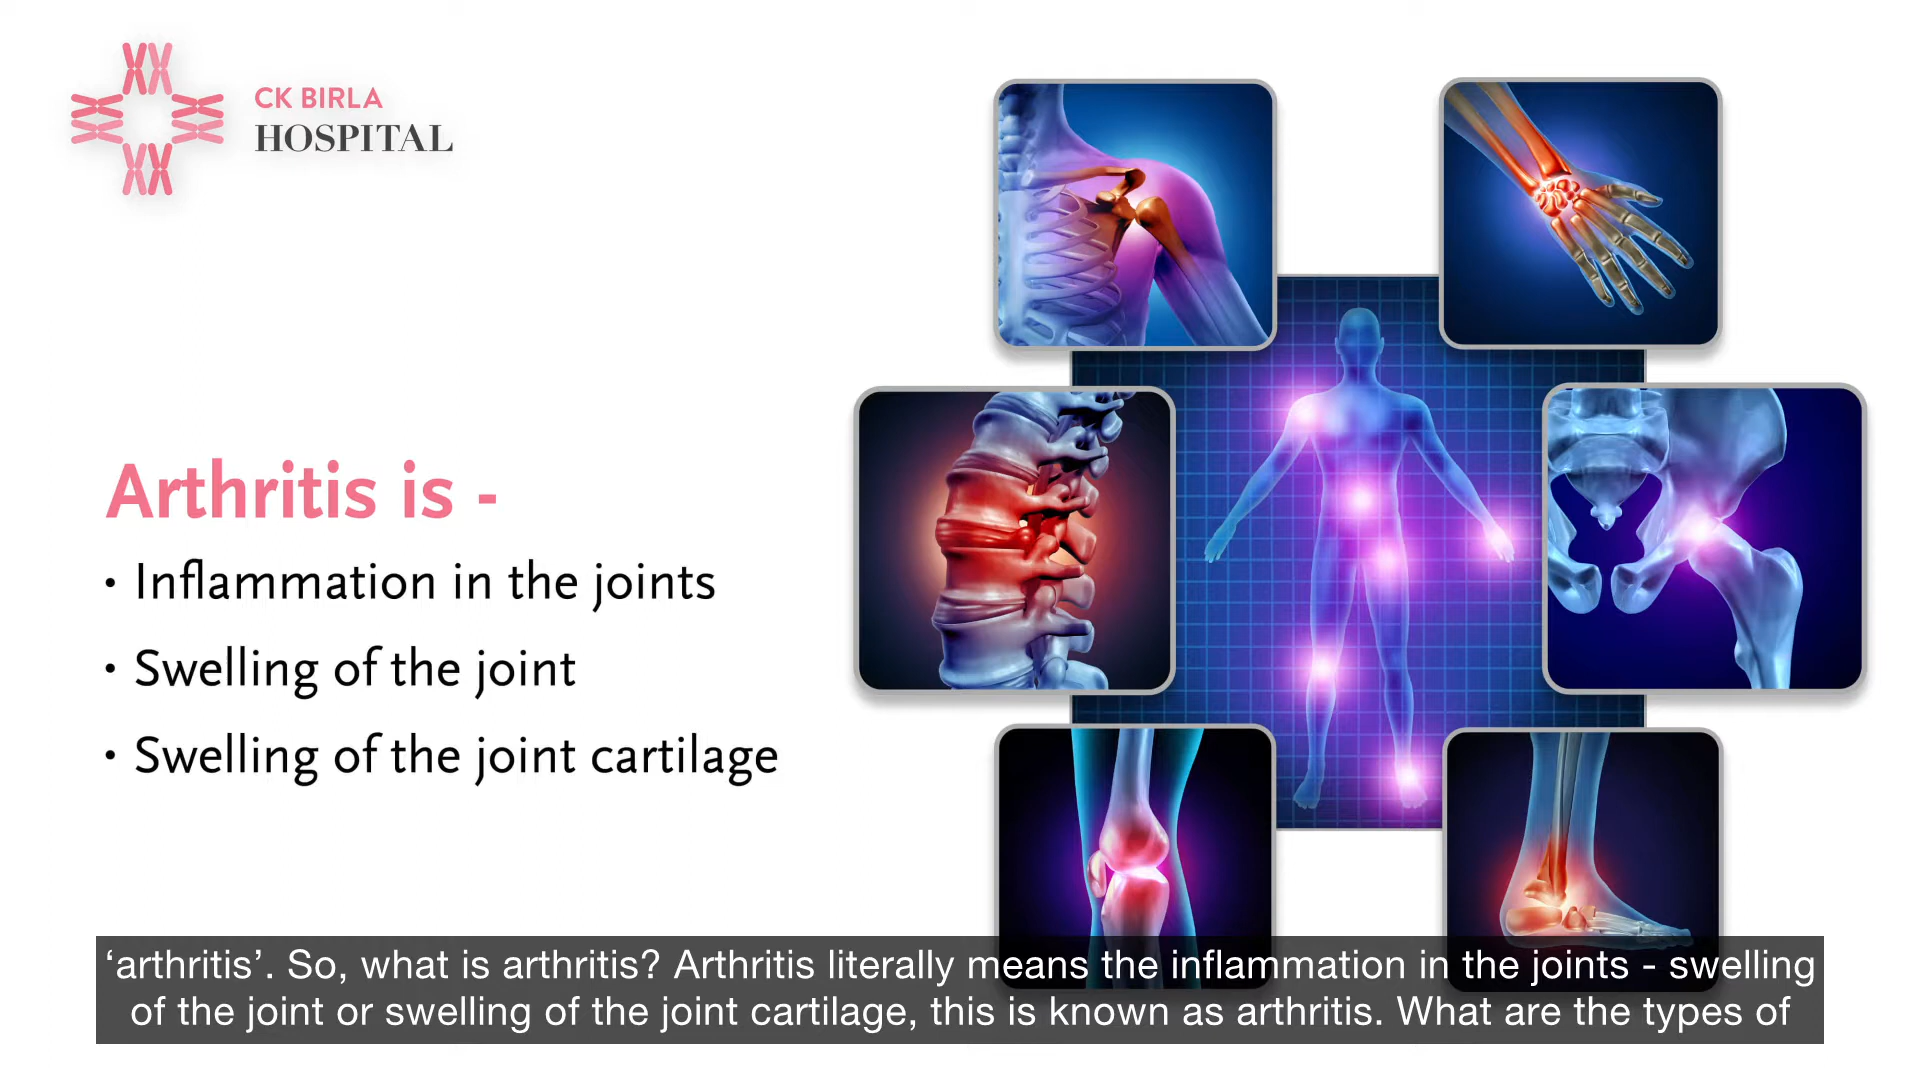 CK BIRLA
HOSPITAL
Arthritis is -
• Inflammation in the joints
• Swelling of the joint
• Swelling of the joint cartilage
‘arthritis’. So, what is arthritis? Arthritis literally means the inflammation in the joints - swelling
of the joint or swelling of the joint cartilage, this is known as arthritis. What are the types of